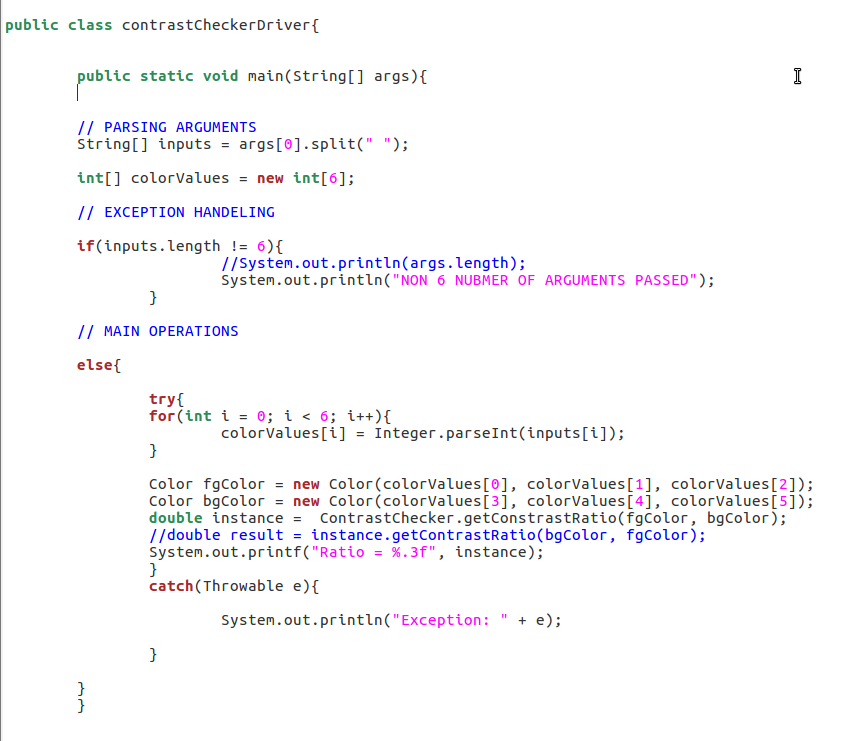 public class contrastCheckerDriver{
public static void main(String[] args){
// PARSING ARGUMENTS
String[] inputs = args[0].split(" ");
int[] colorValues = new int[6];
// EXCEPTION HANDELING
if(inputs.length != 6){
//System.out.println(args.length);
System.out.println("NON 6 NUBMER OF ARGUMENTS PASSED");
}
// MAIN OPERATIONS
else{
try{
for(int i = 0; i < 6; i++){
colorValues[i] = Integer.parseInt(inputs[i]);
}
Color fgColor = new Color(colorValues[0], colorValues[1], colorValues[2]);
Color bgColor = new Color(colorValues[3], colorValues[4], colorValues[5]);
double instance =  ContrastChecker.getConstrastRatio(fgColor, bgColor);
//double result = instance.getContrastRatio(bgColor, fgColor);
System.out.printf("Ratio = %.3f", instance);
}
catch(Throwable e){
System.out.println("Exception: " + e);
}
}
}